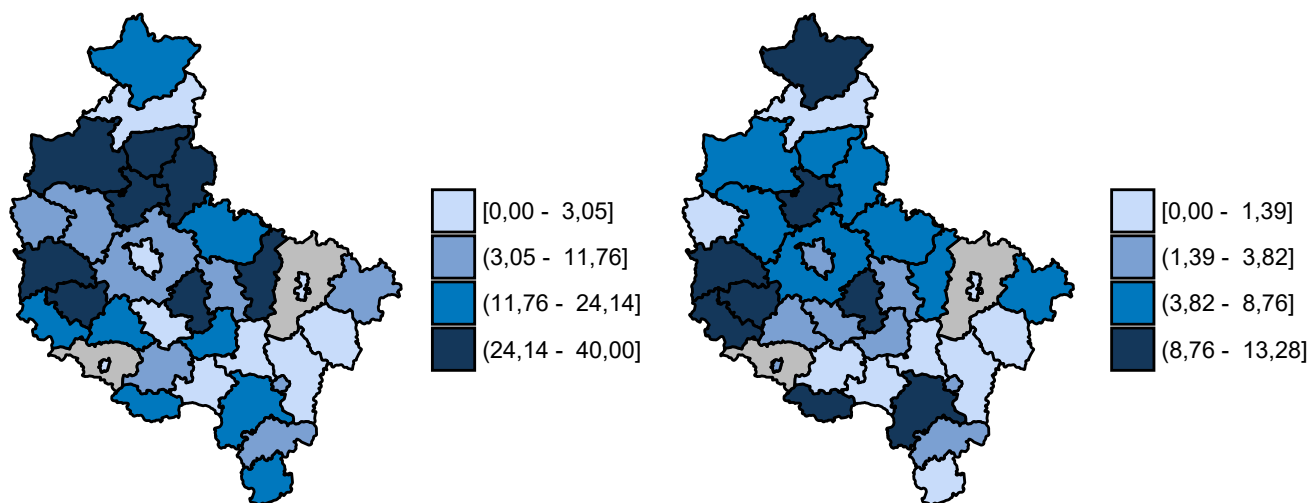 [0,00 - 3,05]
(3,05 - 11,76]
(11,76 - 24,14]
(24,14 - 40,00]
[0,00 - 1,39]
(1,39 - 3,82]
(3,82 - 8,76]
(8,76 - 13,28]